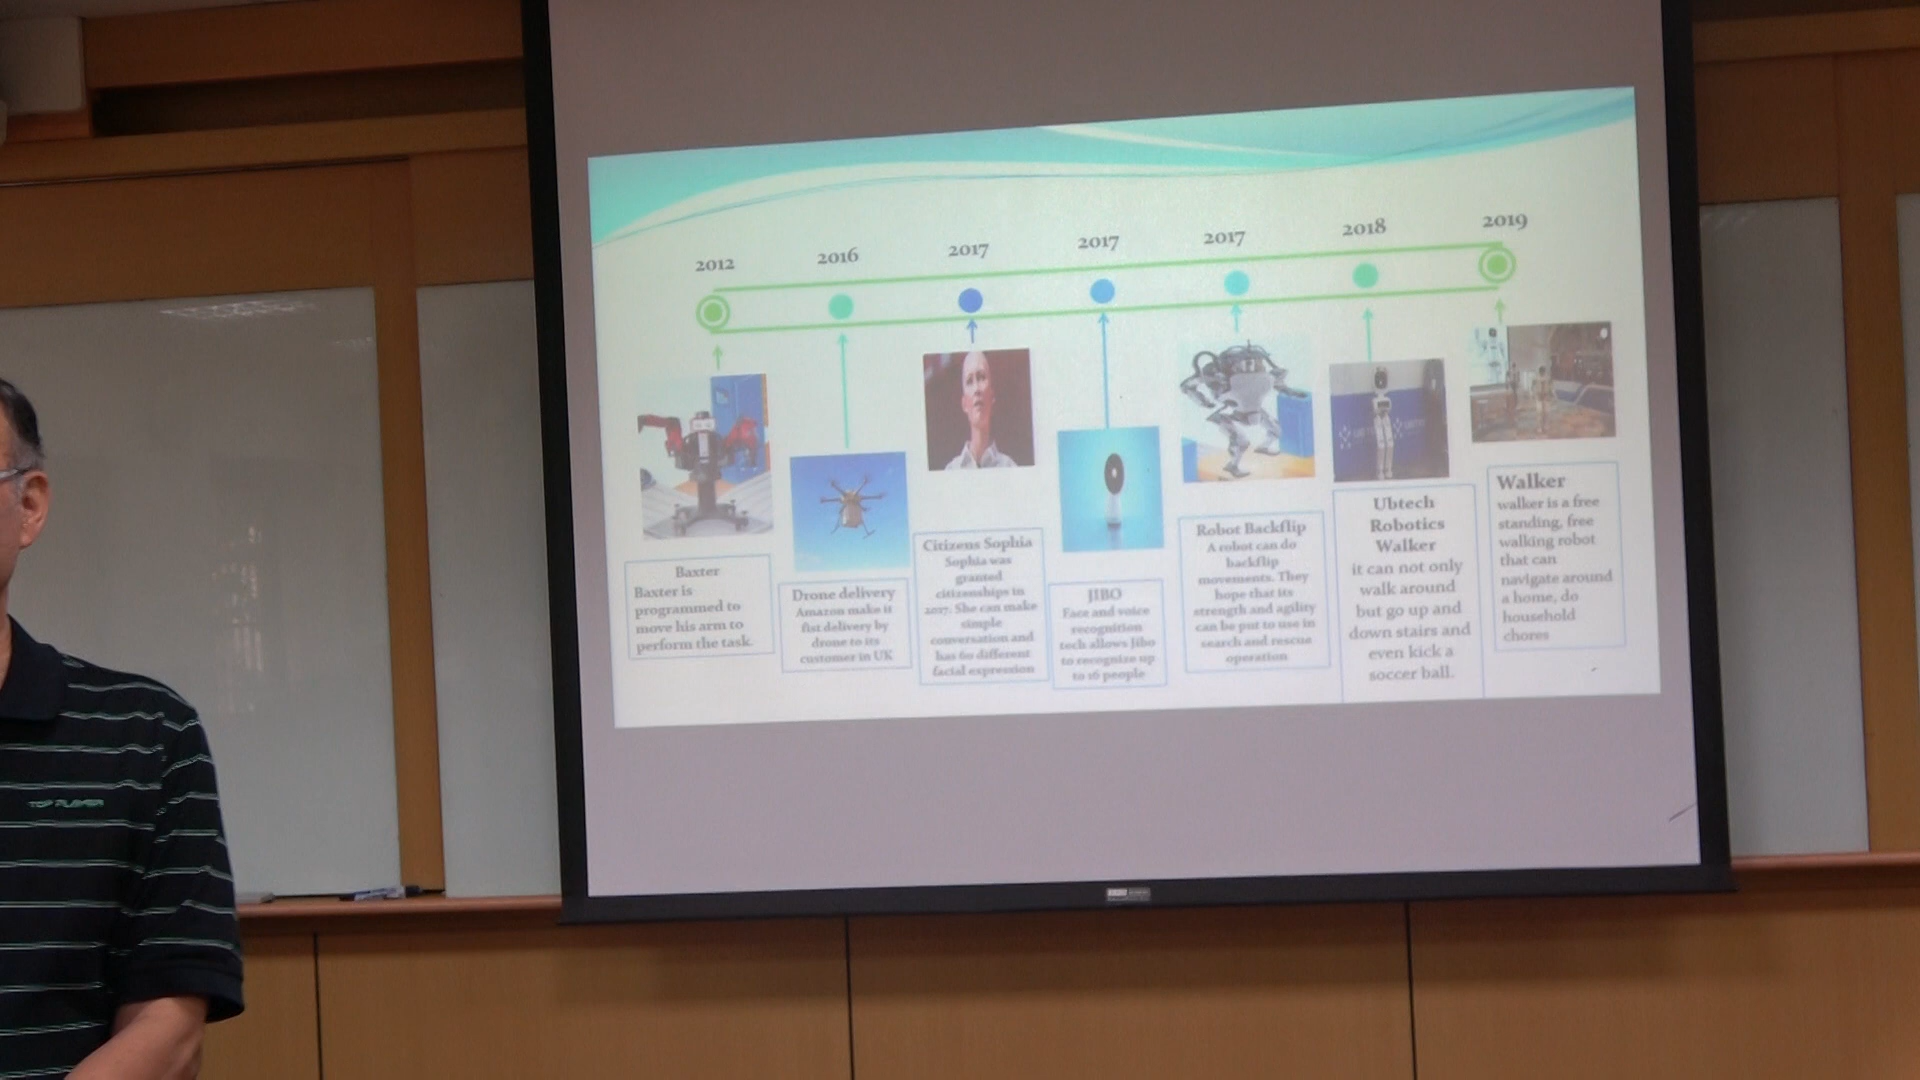 2012
2016
2017
2017
2017
2018
2019
Baxter
Baxter is
programmed to
move his arm to
perform the task.
Drone delivery
Amazon make it
fist delivery by
drone to its
customer in UK
Citizens Sophia
Sophia was
granted
citizenships in
2017. She can make
simple
conversation and
has 60 different
facial expression
JIBO
Face and voice
recognition
tech allows Jibo
to recognize up
to 16 people
Robot Backflip
A robot can do
backflip
movements. They
hope that its
strength and agility
can be put to use in
search and rescue
operation
Ubtech
Robotics
Walker
it can not only
walk around
but go up and
down stairs and
even kick a
soccer ball.
Walker
walker is a free
standing, free
walking robot
that can
navigate around
a home, do
household
chores
TOP PLAYER